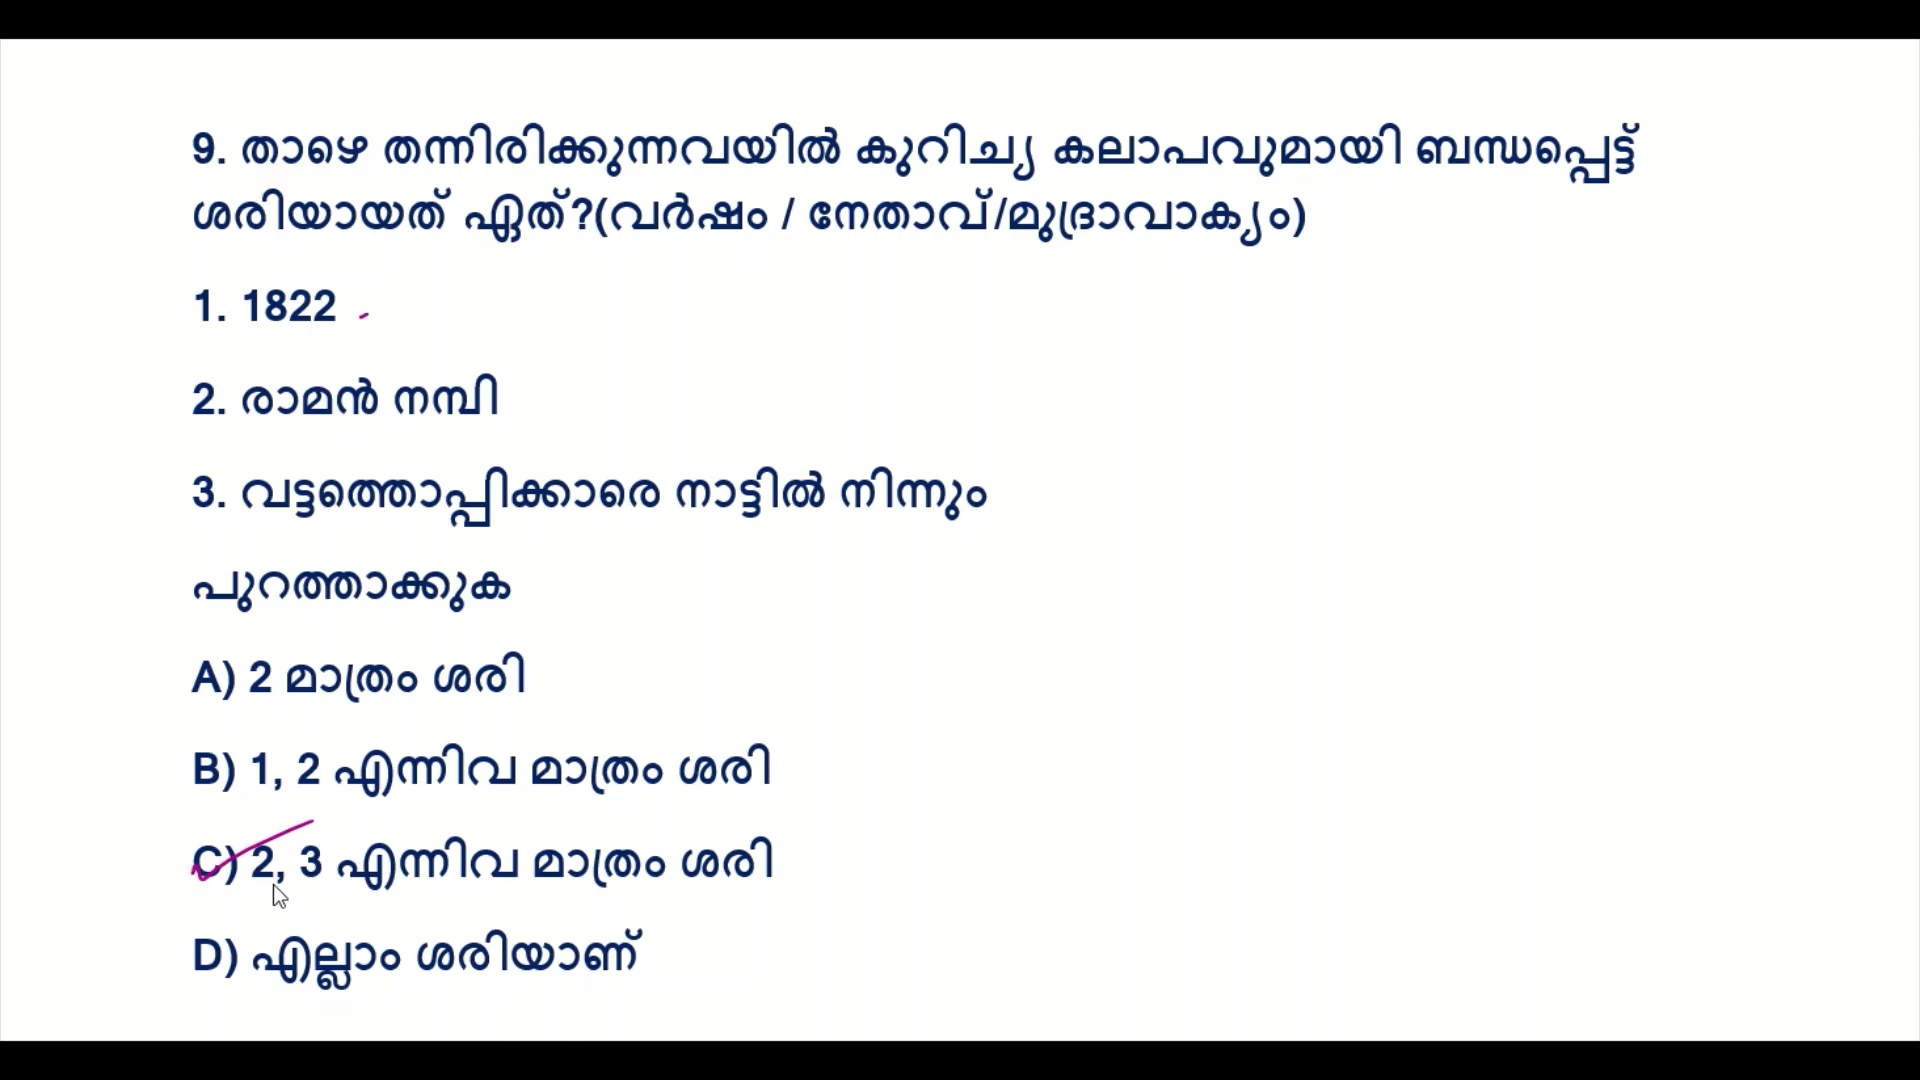 9. താഴെ തന്നിരിക്കുന്നവയിൽ കുറിച്യ കലാപവുമായി ബന്ധപ്പെട്ട്
ശരിയായത് ഏത്?(വർഷം / നേതാവ്/മുദ്രാവാക്യം)
1. 1822
2. രാമൻ നമ്പി
3. വട്ടത്തൊപ്പിക്കാരെ നാട്ടിൽ നിന്നും
പുറത്താക്കുക
A) 2 മാത്രം ശരി
B) 1, 2 എന്നിവ മാത്രം ശരി
C) 2, 3 എന്നിവ മാത്രം ശരി
D) എല്ലാം ശരിയാണ്